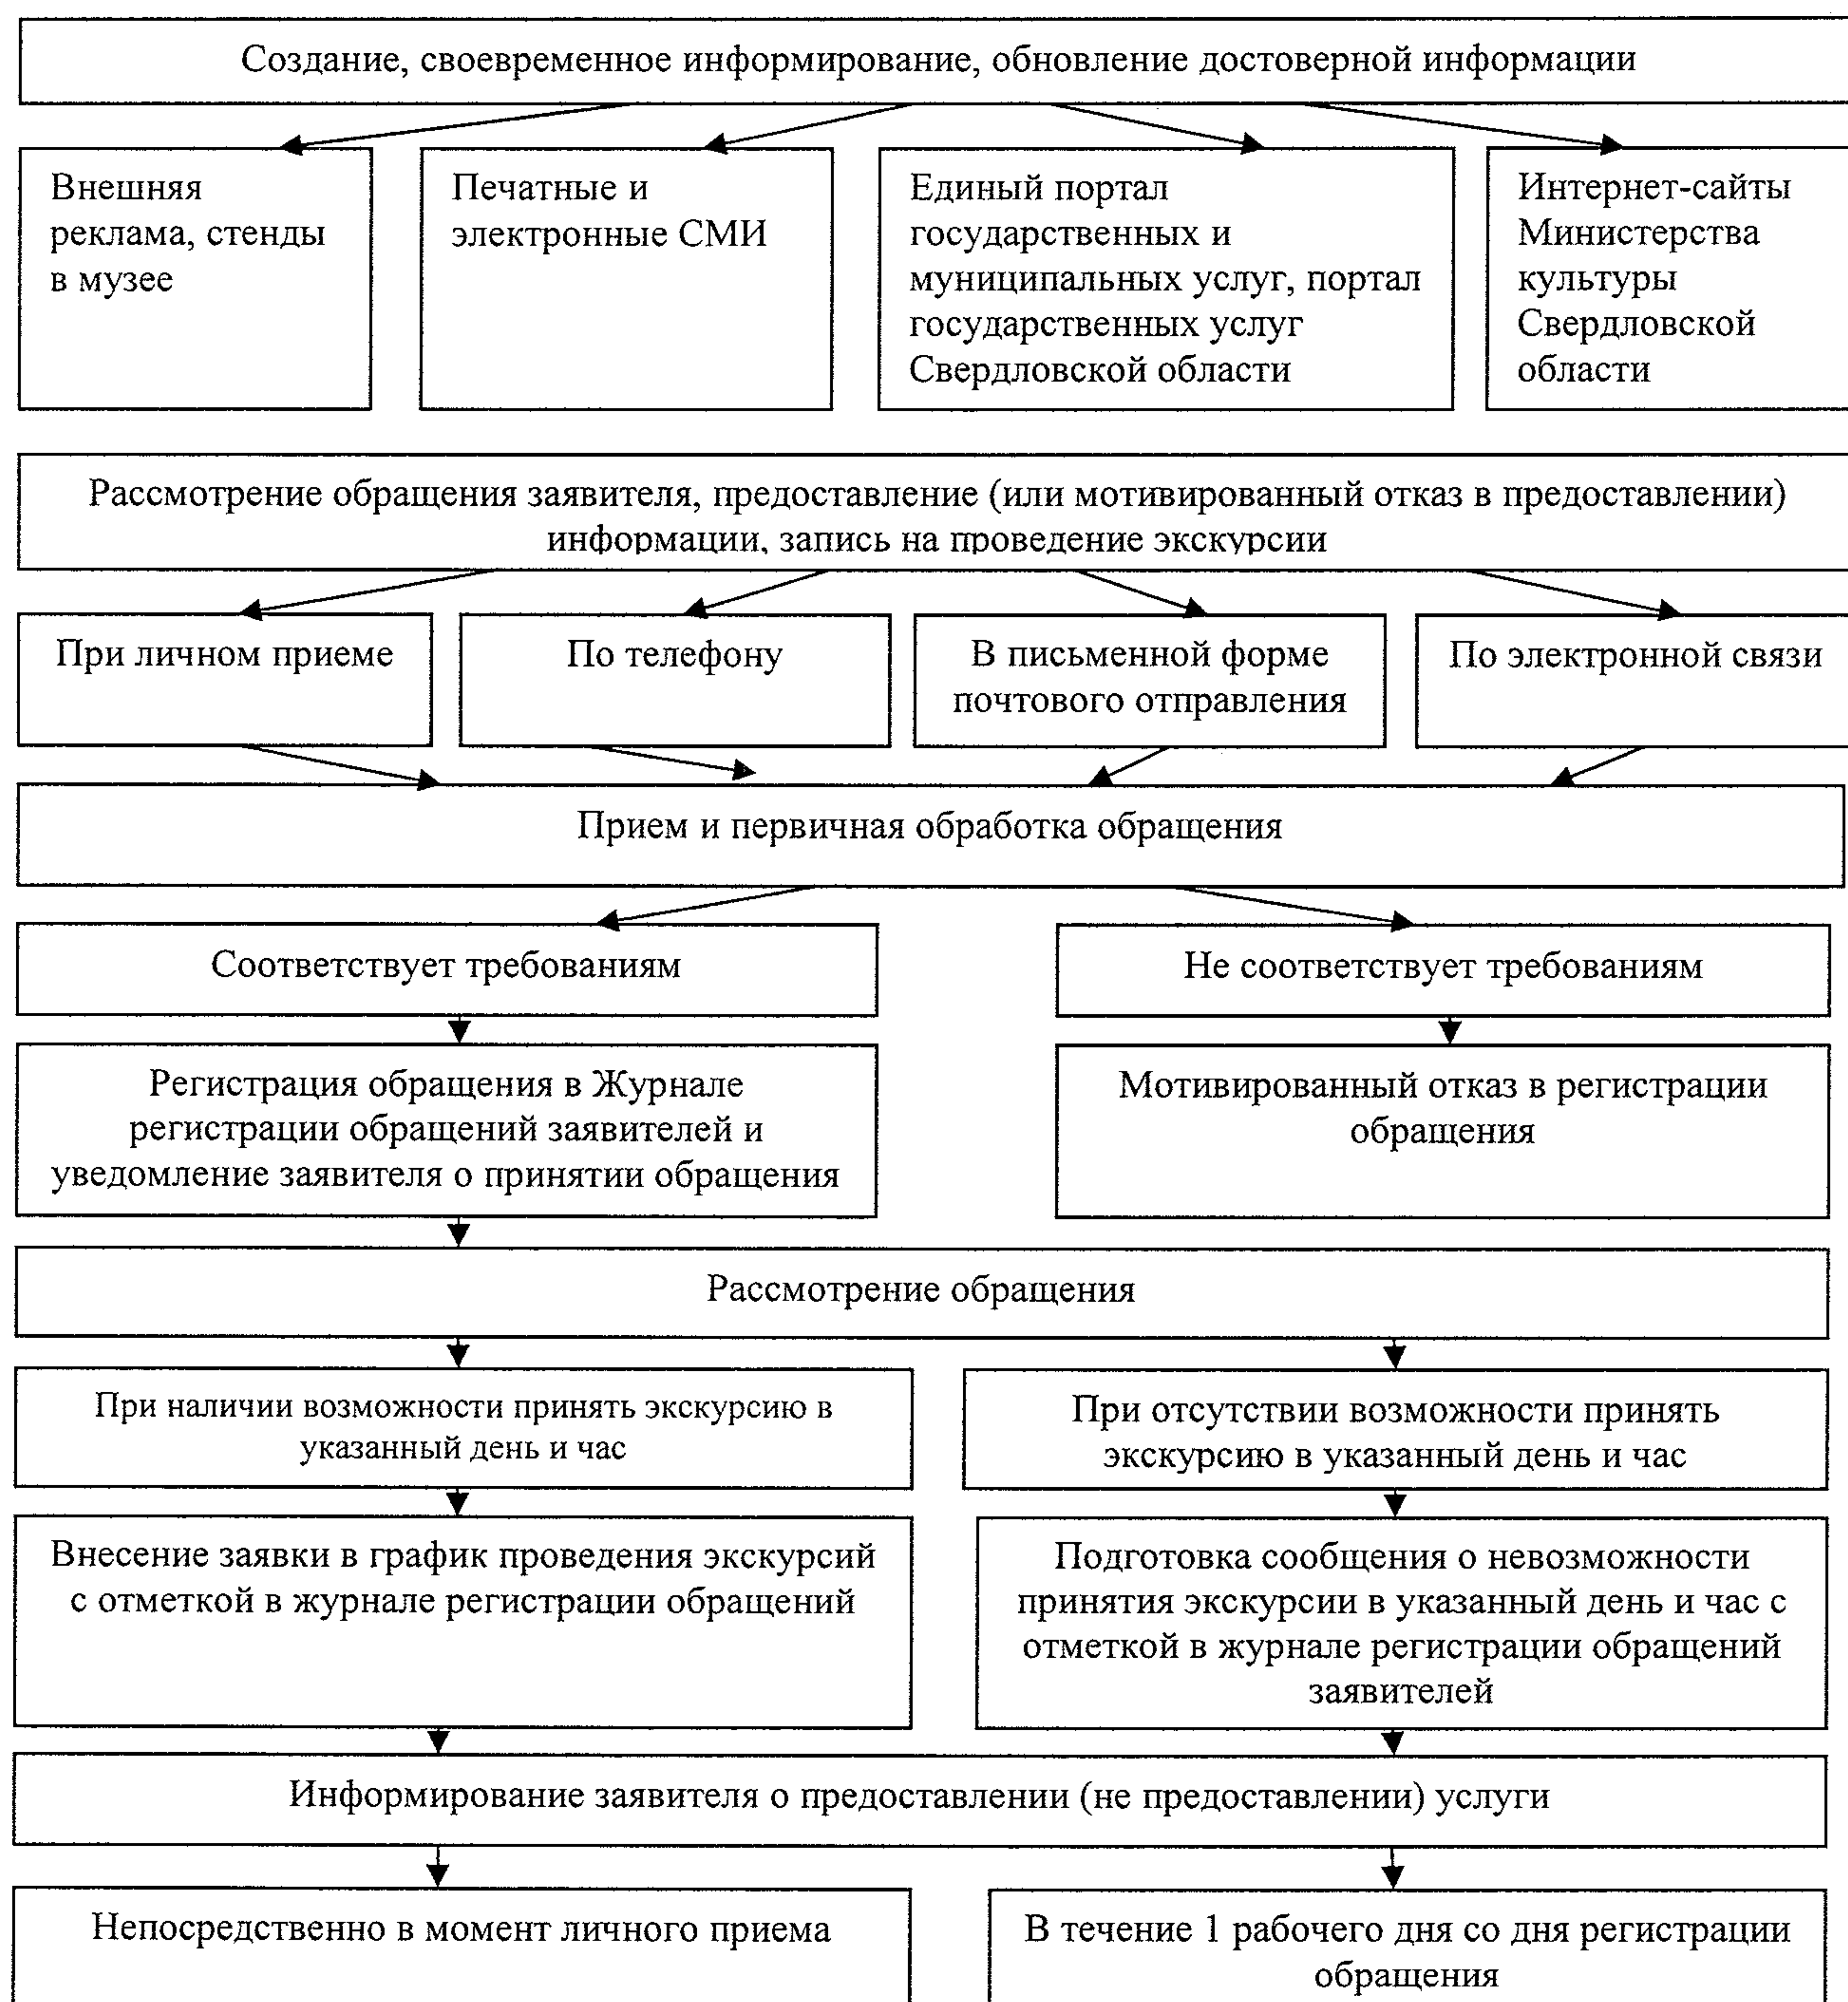 Создание, своевременное информирование, обновление достоверной информации
Внешняя
реклама, стенды
в музее
Печатные и
электронные СМИ
Единый портал
государственных и
муниципальных услуг, портал
государственных услуг
Свердловской области
Интернет-сайты
Министерства
культуры
Свердловской
области
Рассмотрение обращения заявителя, предоставление (или мотивированный отказ в предоставлении)
информации, запись на проведение экскурсии
При личном приеме
По телефону
В письменной форме
почтового отправления
По электронной связи
Прием и первичная обработка обращения
Соответствует требованиям
Не соответствует требованиям
Регистрация обращения в Журнале
регистрации обращений заявителей и
уведомление заявителя о принятии обращения
Мотивированный отказ в регистрации
обращения
Рассмотрение обращения
При наличии возможности принять экскурсию в
указанный день и час
При отсутствии возможности принять
экскурсию в указанный день и час
Внесение заявки в график проведения экскурсий
с отметкой в журнале регистрации обращений
Подготовка сообщения о невозможности
принятия экскурсии в указанный день и час с
отметкой в журнале регистрации обращений
заявителей
Информирование заявителя о предоставлении (не предоставлении) услуги
Непосредственно в момент личного приема
В течение 1 рабочего дня со дня регистрации
обращения